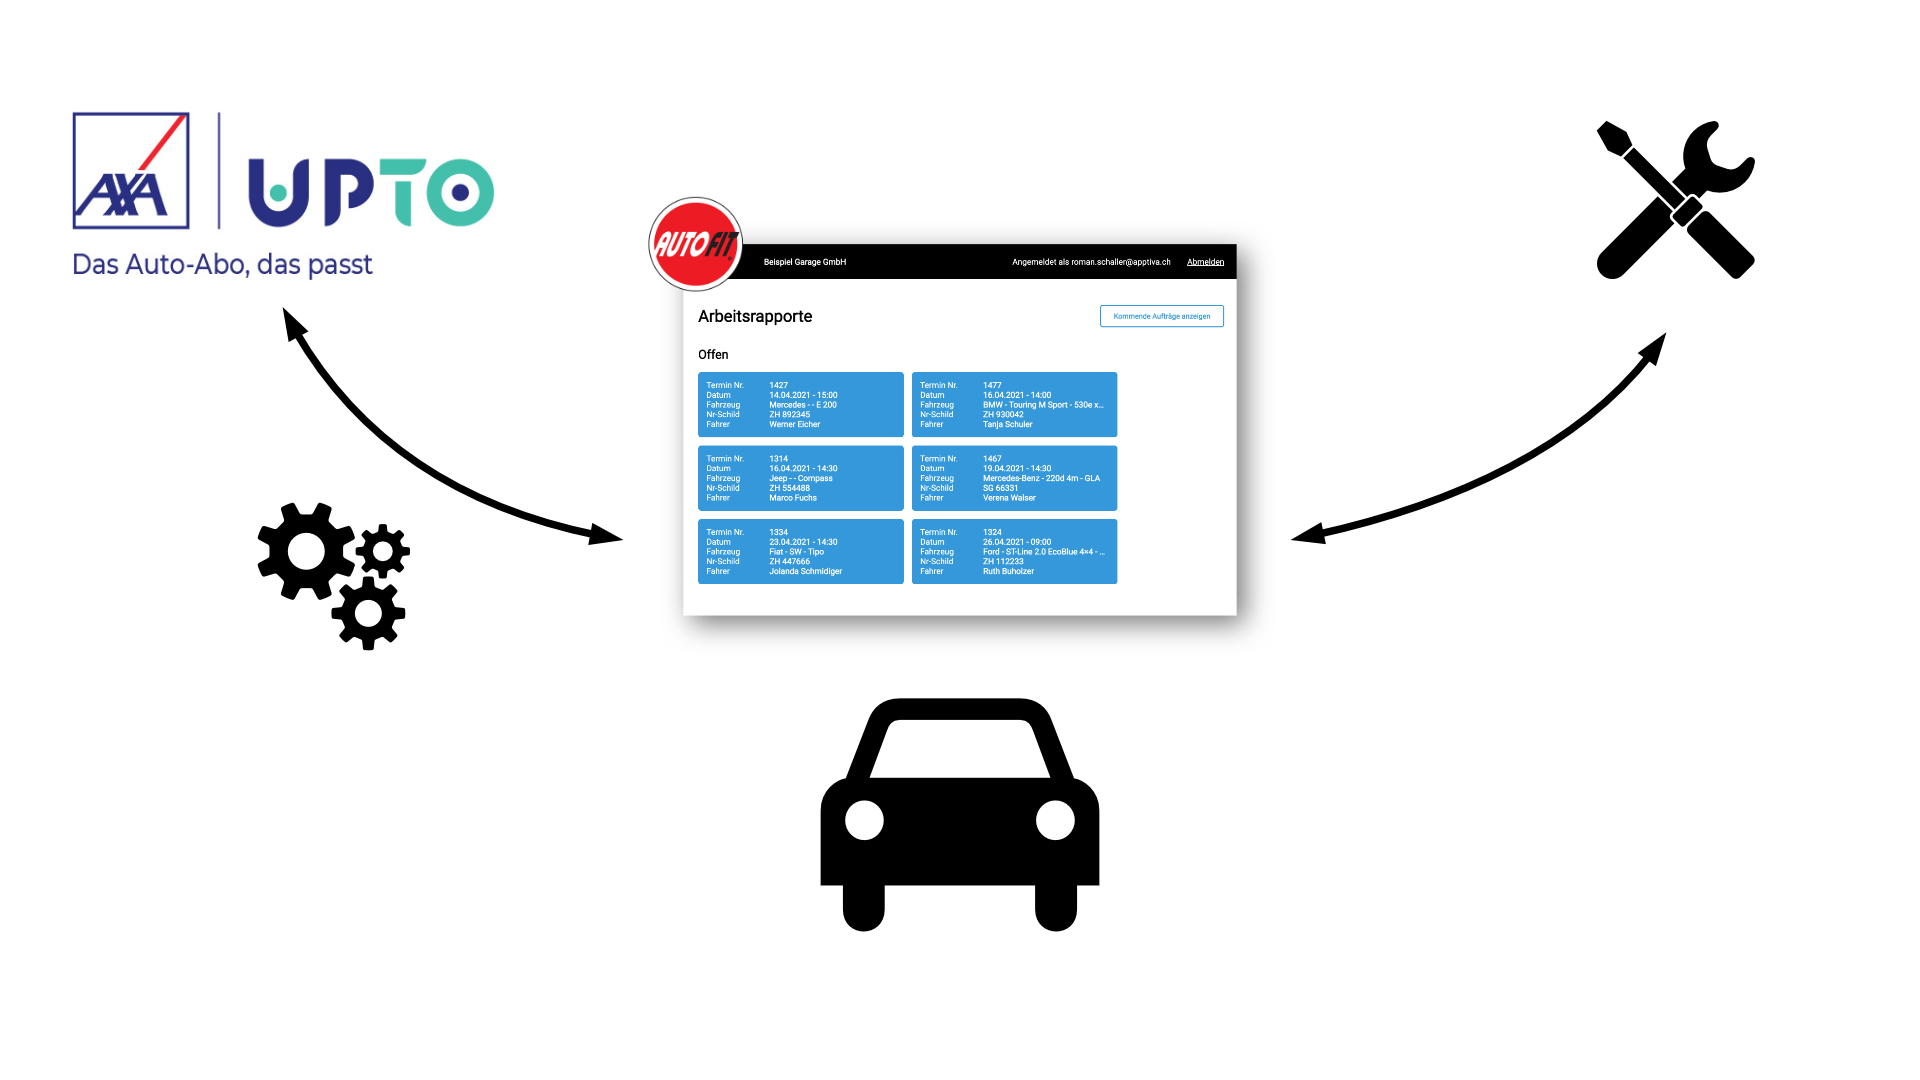 AXA
UPTO
Das Auto-Abo, das passt
AUTOFIT
Beispiel Garage GmbH
Angemeldet als roman.schaller@apptiva.ch
Abmelden
Arbeitsrapporte
Kommende Aufträge anzeigen
Offen
Termin Nr. 1427
Datum 14.04.2021 - 15:00
Fahrzeug Mercedes - - E 200
Nr-Schild ZH 892345
Fahrer Werner Eicher
Termin Nr. 1477
Datum 16.04.2021 - 14:00
Fahrzeug BMW - Touring M Sport - 530e x...
Nr-Schild ZH 930042
Fahrer Tanja Schuler
Termin Nr. 1314
Datum 16.04.2021 - 14:30
Fahrzeug Jeep - - Compass
Nr-Schild ZH 554488
Fahrer Marco Fuchs
Termin Nr. 1467
Datum 19.04.2021 - 14:30
Fahrzeug Mercedes-Benz - 220d 4m - GLA
Nr-Schild SG 66331
Fahrer Verena Walser
Termin Nr. 1334
Datum 23.04.2021 - 14:30
Fahrzeug Fiat - SW - Tipo
Nr-Schild ZH 447666
Fahrer Jolanda Schmidiger
Termin Nr. 1324
Datum 26.04.2021 - 09:00
Fahrzeug Ford - ST-Line 2.0 EcoBlue 4×4 - ...
Nr-Schild ZH 112233
Fahrer Ruth Buholzer